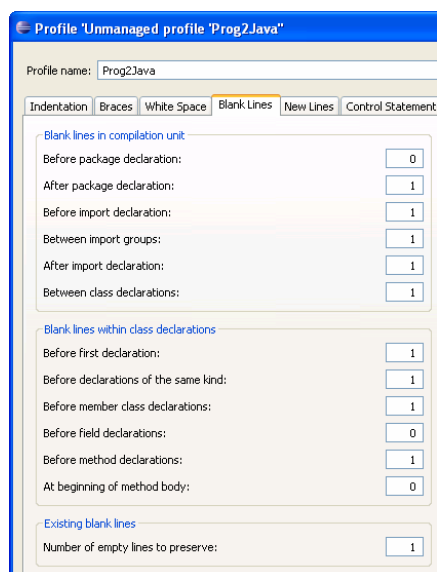 Profile 'Unmanaged profile 'Prog2Java''
Profile name: Prog2Java
Indentation Braces White Space Blank Lines New Lines Control Statement
Blank lines in compilation unit
Before package declaration: 0
After package declaration: 1
Before import declaration: 1
Between import groups: 1
After import declaration: 1
Between class declarations: 1
Blank lines within class declarations
Before first declaration: 1
Before declarations of the same kind: 1
Before member class declarations: 1
Before field declarations: 0
Before method declarations: 1
At beginning of method body: 0
Existing blank lines
Number of empty lines to preserve: 1